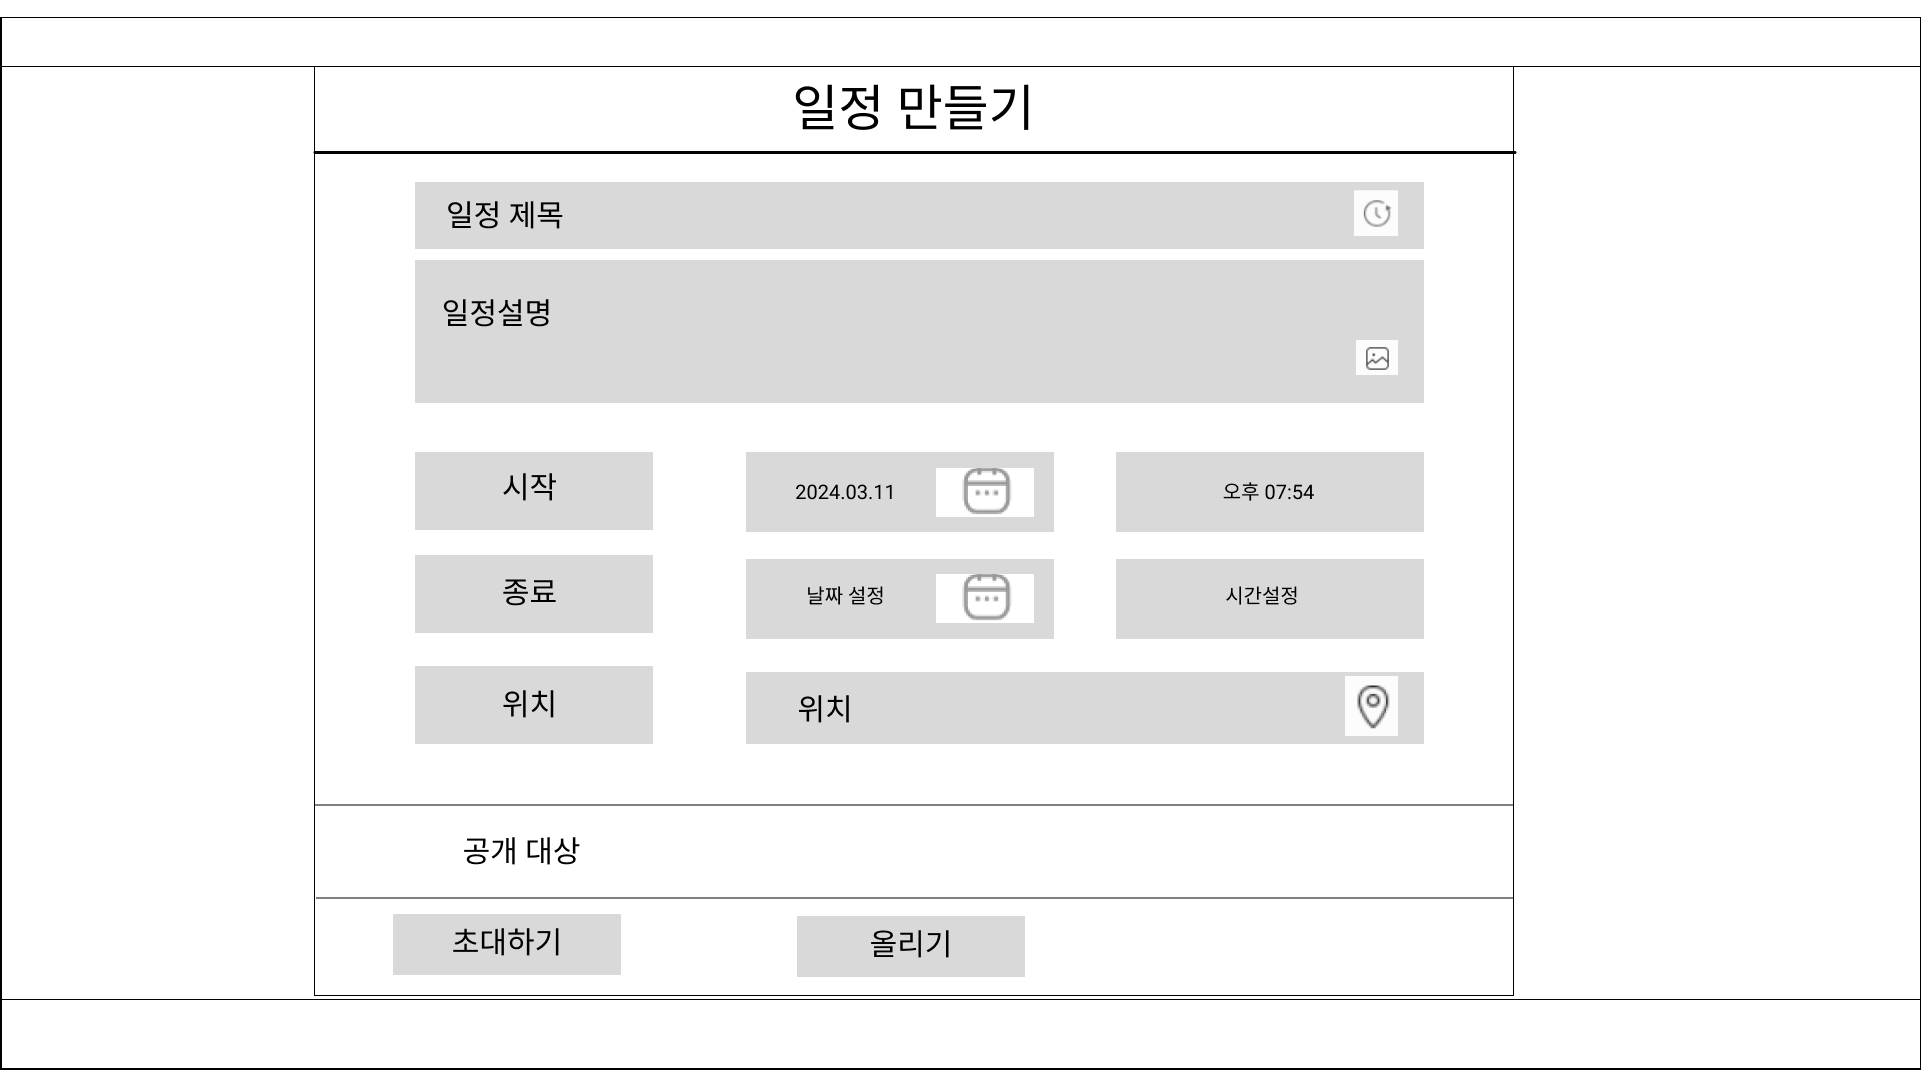 일정 만들기
일정 제목
일정설명
시작
2024.03.11
오후 07:54
종료
날짜 설정
시간설정
위치
위치
공개 대상
초대하기
올리기